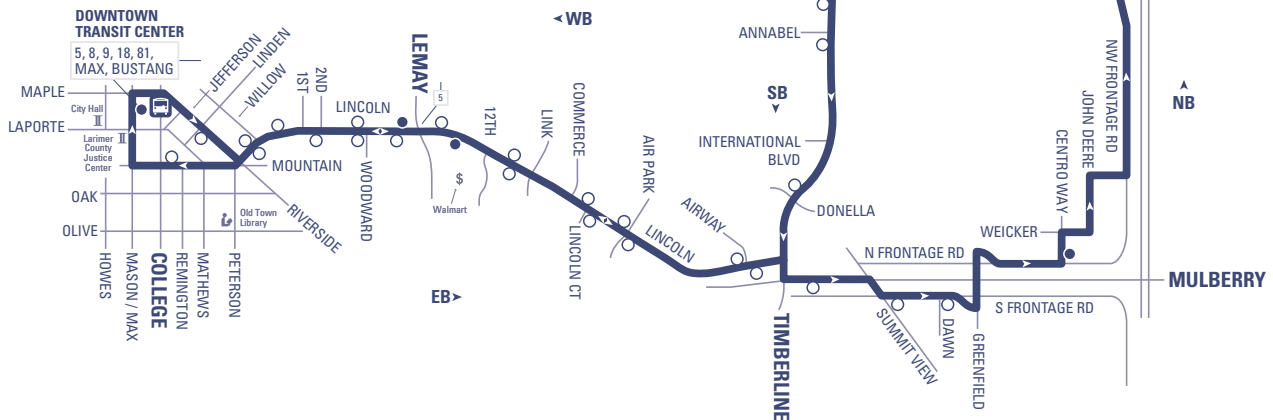 DOWNTOWN
TRANSIT CENTER
5, 8, 9, 18, 81,
MAX, BUSTANG
MAPLE
City Hall
LAPORTE
Larimer
County
Justice
Center
JEFFERSON
LINDEN
WILLOW
1ST
2ND
LINCOLN
LEMAY
5
MOUNTAIN
WOODWARD
OAK
OLIVE
Old Town
Library
RIVERSIDE
HOWES
MASON / MAX
COLLEGE
REMINGTON
MATHEWS
PETERSON
$
Walmart
12TH
LINK
COMMERCE
AIR PARK
LINCOLN CT
LINCOLN
AIRWAY
WB
EB
SB
NB
ANNABEL
INTERNATIONAL
BLVD
DONELLA
TIMBERLINE
N FRONTAGE RD
S FRONTAGE RD
SUMMIT VIEW
DAWN
GREENFIELD
WEICKER
CENTRO WAY
JOHN DEERE
NW FRONTAGE RD
MULBERRY